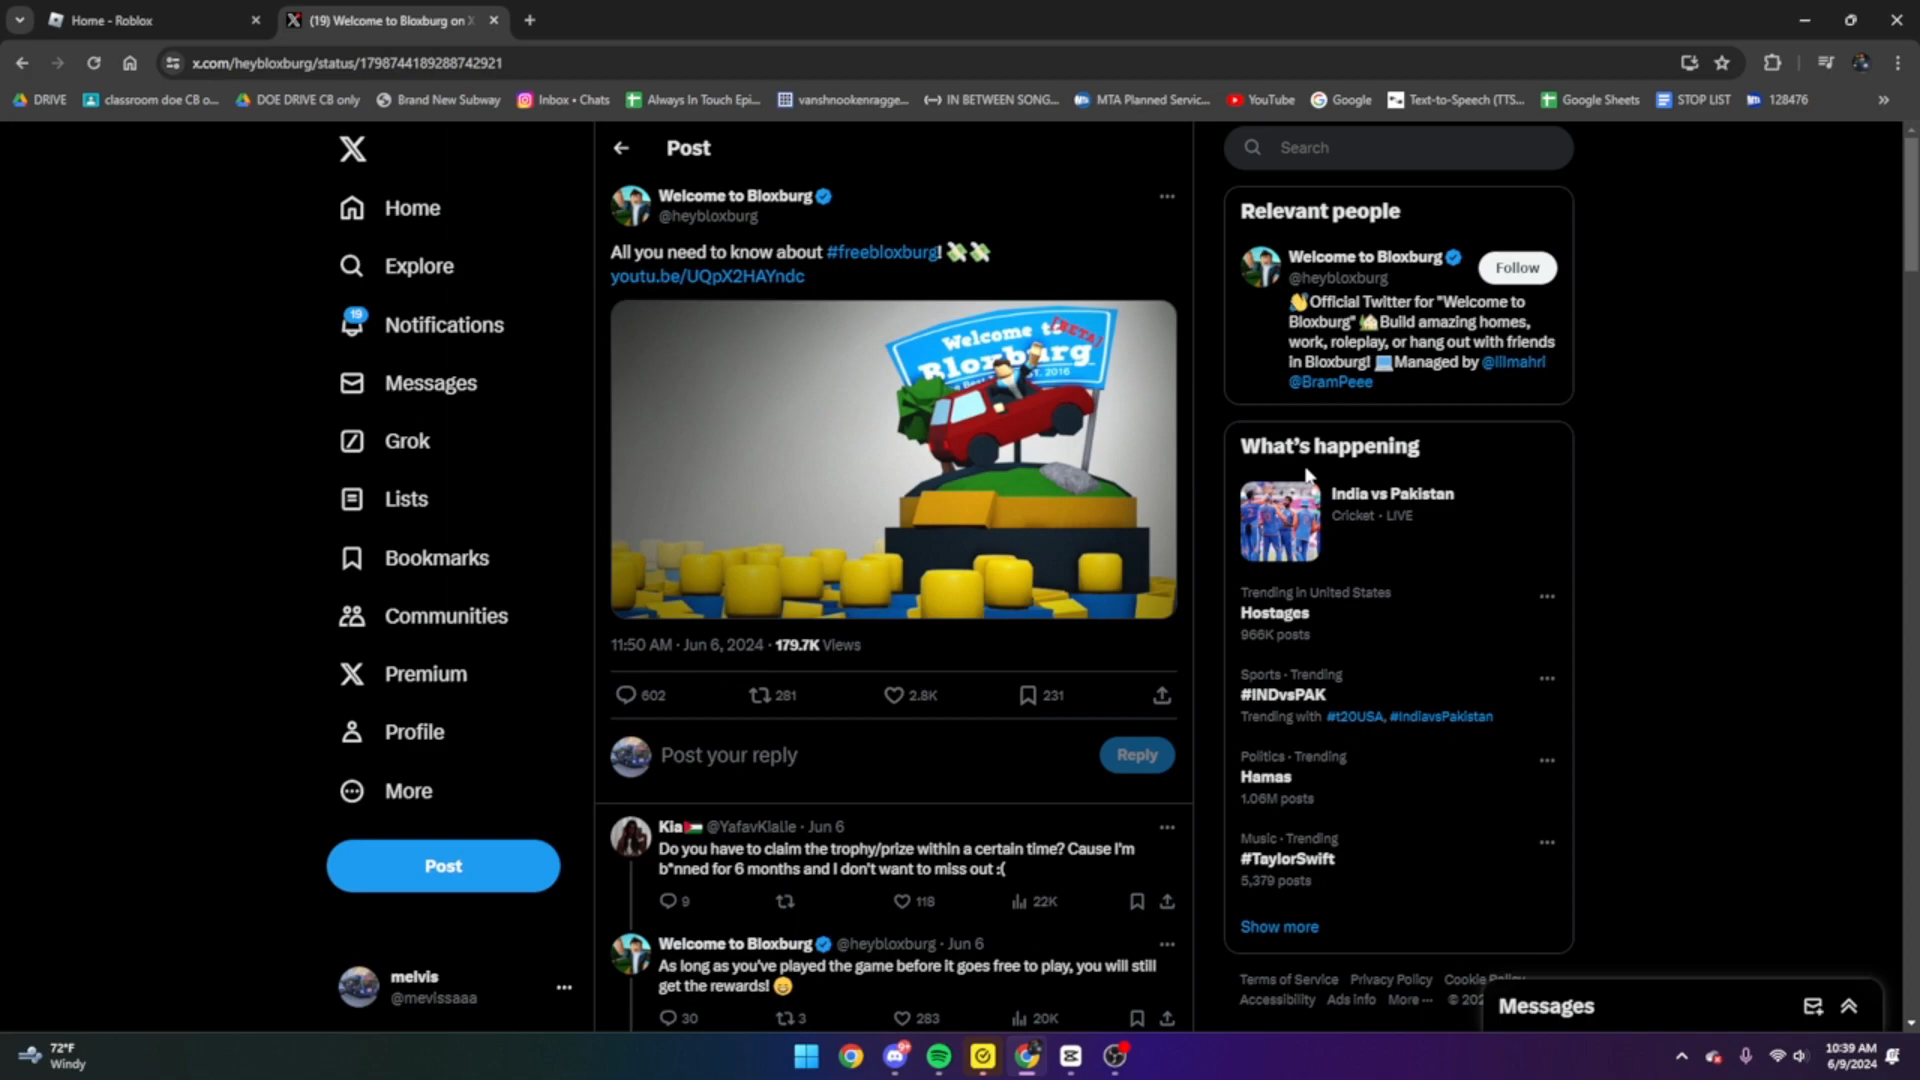 Home - Roblox
(19) Welcome to Bloxburg on X
x.com/heybloxburg/status/1798744189288742921
DRIVE
classroom doe CB o...
DOE DRIVE CB only
Brand New Subway
Inbox • Chats
Always In Touch Epi...
vanshnookenragge...
IN BETWEEN SONG...
MTA Planned Servic...
YouTube
Google
Text-to-Speech (TTS...
Google Sheets
STOP LIST
128476
Home
Explore
19
Notifications
Messages
Grok
Lists
Bookmarks
Communities
Premium
Profile
More
Post
melvis
@mevissaaa
Post
Welcome to Bloxburg
@heybloxburg
All you need to know about #freebloxburg! 💸💸
youtu.be/UQpX2HAYndc
Welcome to
[BETA]
Bloxburg
EST. 2016
11:50 AM · Jun 6, 2024 · 179.7K Views
602
281
2.8K
231
Post your reply
Reply
Kia🇵🇸 @YafavKialle · Jun 6
Do you have to claim the trophy/prize within a certain time? Cause I'm
b*nned for 6 months and I don't want to miss out :(
9
118
22K
Welcome to Bloxburg @heybloxburg · Jun 6
As long as you've played the game before it goes free to play, you will still
get the rewards! 😄
30
3
283
20K
Search
Relevant people
Welcome to Bloxburg
@heybloxburg
Follow
👋Official Twitter for "Welcome to
Bloxburg" 🏡Build amazing homes,
work, roleplay, or hang out with friends
in Bloxburg! 💻Managed by @lilmahri
@BramPeee
What's happening
India vs Pakistan
Cricket · LIVE
Trending in United States
Hostages
966K posts
Sports · Trending
#INDvsPAK
Trending with #t20USA, #IndiavsPakistan
Politics · Trending
Hamas
1.06M posts
Music · Trending
#TaylorSwift
5,379 posts
Show more
Terms of Service Privacy Policy Cookie Policy
Accessibility Ads info More ··· © 202
Messages
72°F
Windy
10:39 AM
6/9/2024